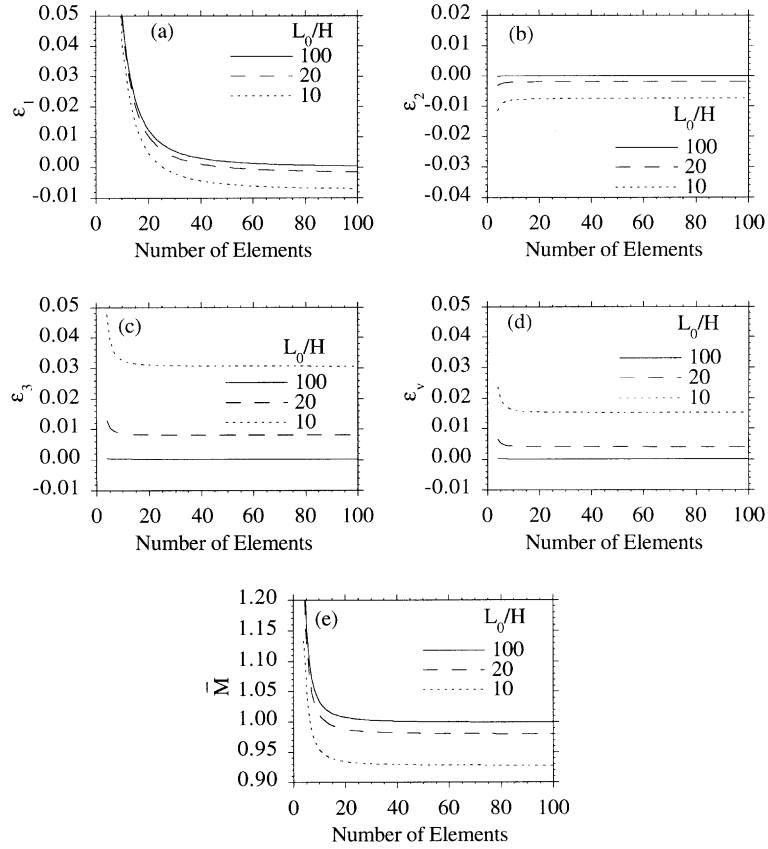 0.05
(a)
L0/H
0.04
100
20
0.03
10
0.02
ε1
0.01
0.00
-0.01
0 20 40 60 80 100
Number of Elements
0.02
(b)
0.01
0.00
-0.01
ε2
L0/H
-0.02
100
-0.03
20
10
-0.04
0 20 40 60 80 100
Number of Elements
0.05
(c)
L0/H
0.04
0.03
100
0.02
20
ε3
0.01
10
0.00
-0.01
0 20 40 60 80 100
Number of Elements
0.05
(d)
L0/H
0.04
100
0.03
20
0.02
10
εv
0.01
0.00
-0.01
0 20 40 60 80 100
Number of Elements
1.20
(e)
L0/H
1.15
100
20
1.10
10
1.05
M̅
1.00
0.95
0.90
0 20 40 60 80 100
Number of Elements